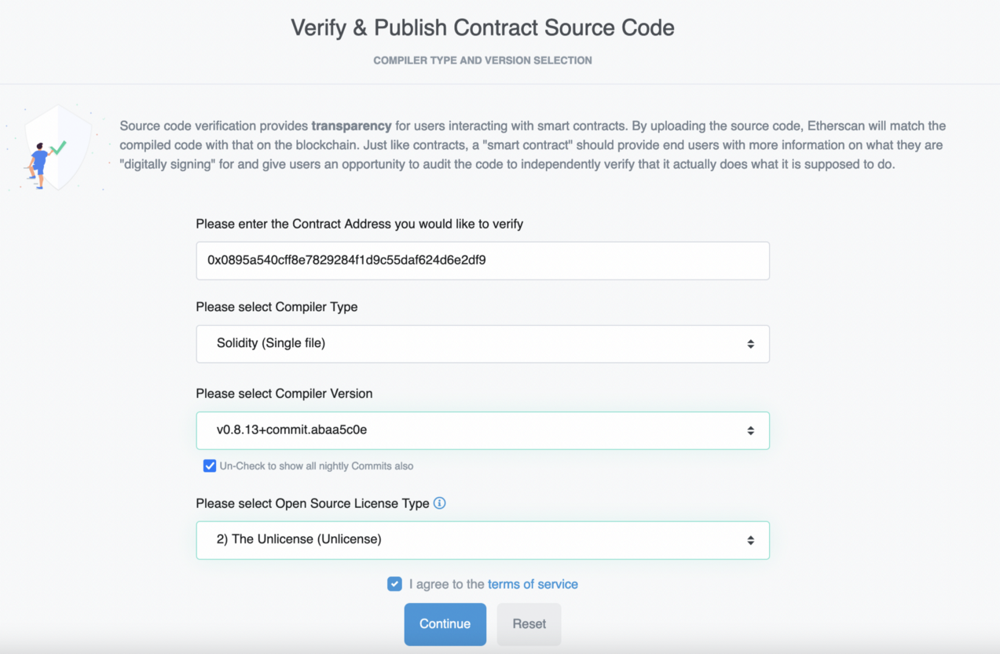 Verify & Publish Contract Source Code
COMPILER TYPE AND VERSION SELECTION
Source code verification provides transparency for users interacting with smart contracts. By uploading the source code, Etherscan will match the
compiled code with that on the blockchain. Just like contracts, a "smart contract" should provide end users with more information on what they are
"digitally signing" for and give users an opportunity to audit the code to independently verify that it actually does what it is supposed to do.
Please enter the Contract Address you would like to verify
0x0895a540cff8e7829284f1d9c55daf624d6e2df9
Please select Compiler Type
Solidity (Single file)
Please select Compiler Version
v0.8.13+commit.abaa5c0e
Un-Check to show all nightly Commits also
Please select Open Source License Type
2) The Unlicense (Unlicense)
I agree to the terms of service
Continue Reset